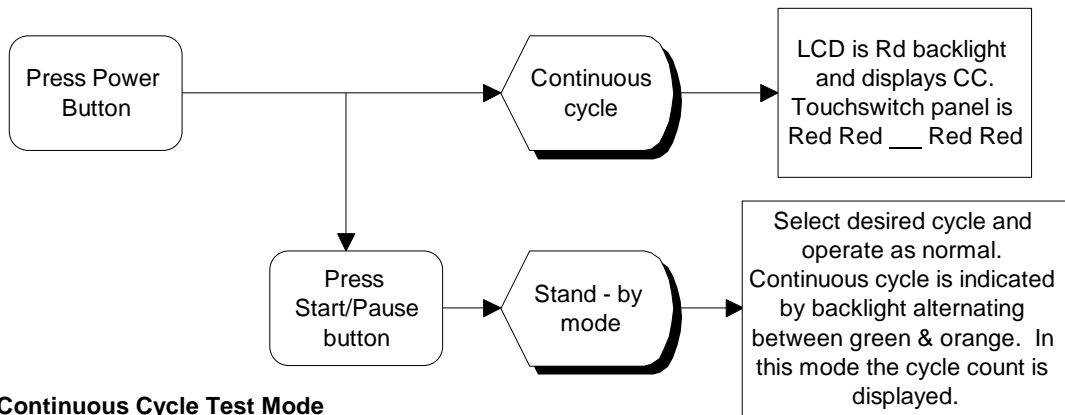 Press Power
Button
Continuous
cycle
LCD is Rd backlight
and displays CC.
Touchswitch panel is
Red Red ___ Red Red
Press
Start/Pause
button
Stand - by
mode
Select desired cycle and
operate as normal.
Continuous cycle is indicated
by backlight alternating
between green & orange.  In
this mode the cycle count is
displayed.
Continuous Cycle Test Mode